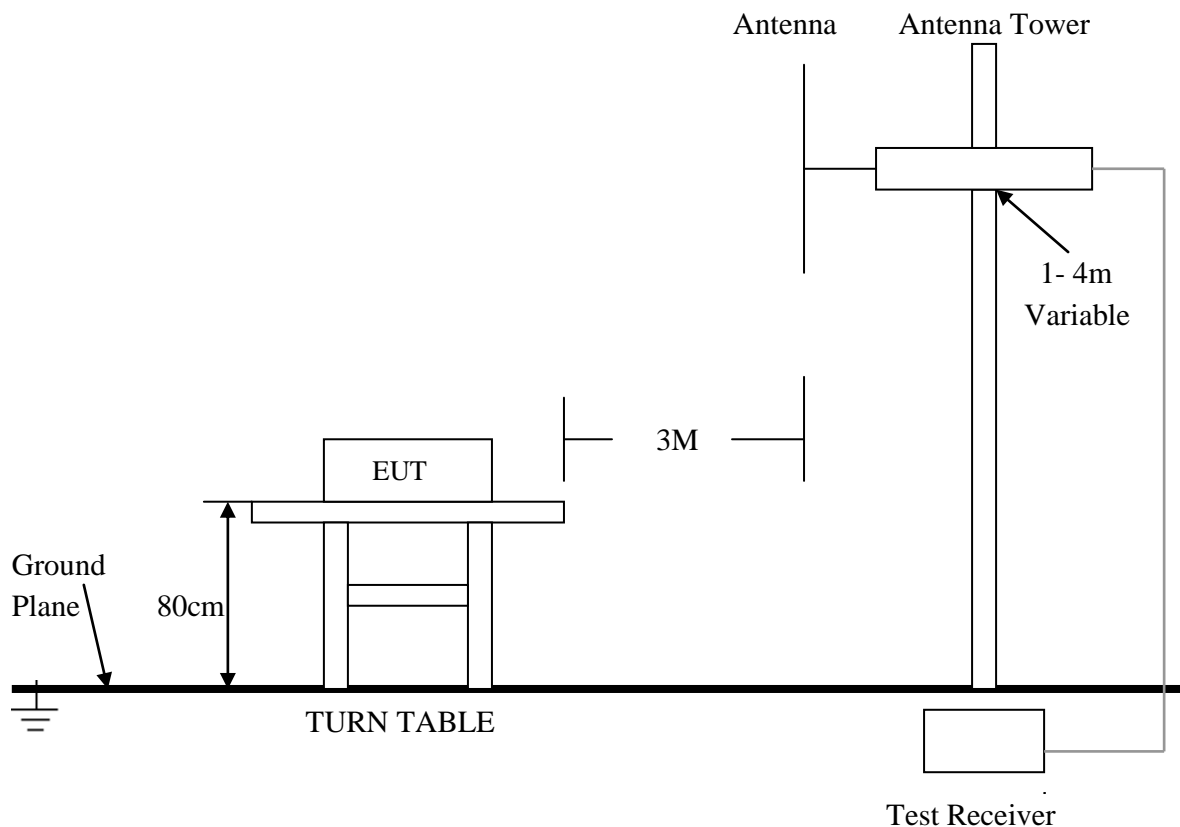 Antenna
Antenna Tower
1- 4m
Variable
3M
EUT
Ground
Plane
80cm
TURN TABLE
Test Receiver